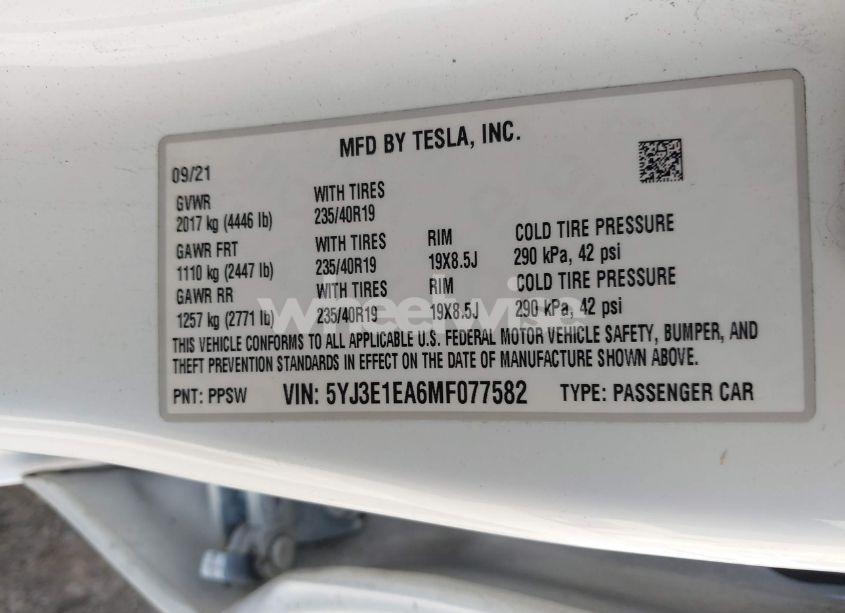 MFD BY TESLA, INC.
09/21
GVWR WITH TIRES
2017 kg (4446 lb) 235/40R19
GAWR FRT WITH TIRES RIM COLD TIRE PRESSURE
1110 kg (2447 lb) 235/40R19 19X8.5J 290 kPa, 42 psi
GAWR RR WITH TIRES RIM COLD TIRE PRESSURE
1257 kg (2771 lb) 235/40R19 19X8.5J 290 kPa, 42 psi
wheelwise
THIS VEHICLE CONFORMS TO ALL APPLICABLE U.S. FEDERAL MOTOR VEHICLE SAFETY, BUMPER, AND
THEFT PREVENTION STANDARDS IN EFFECT ON THE DATE OF MANUFACTURE SHOWN ABOVE.
PNT: PPSW VIN: 5YJ3E1EA6MF077582 TYPE: PASSENGER CAR